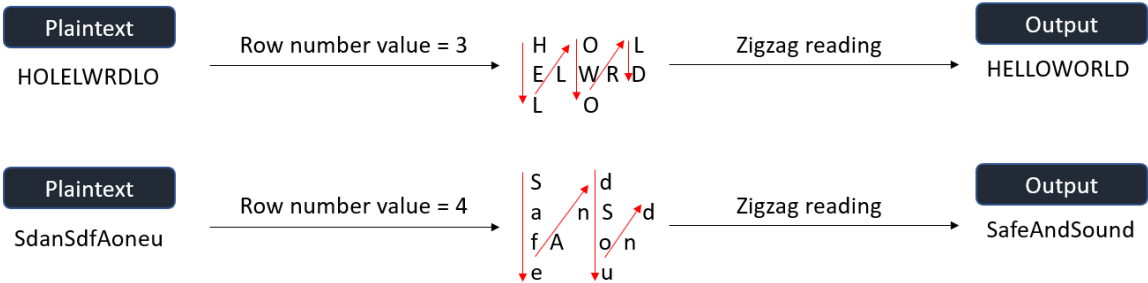 Plaintext
HOLELWRDLO
Row number value = 3
H O L
E L W R D
L O
Zigzag reading
Output
HELLOWORLD
Plaintext
SdanSdfAoneu
Row number value = 4
S d
a n S d
f A o n
e u
Zigzag reading
Output
SafeAndSound